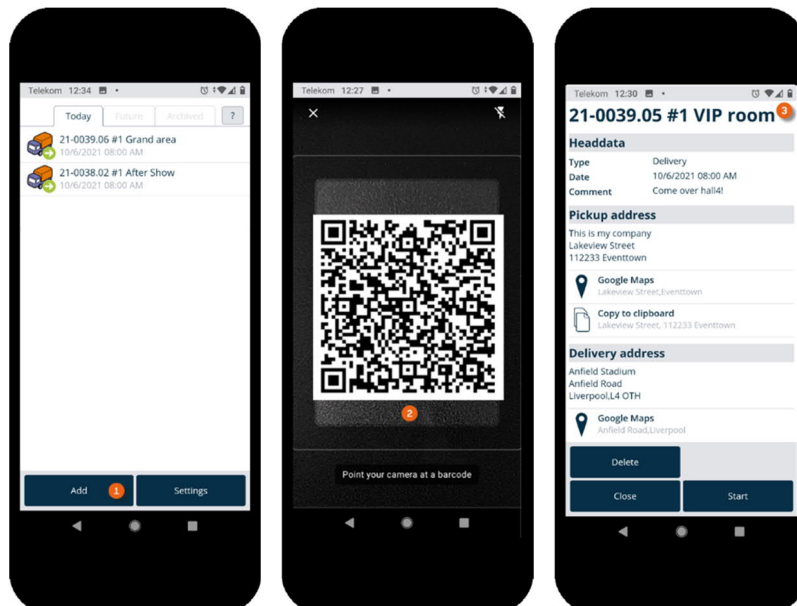 Telekom 12:34
Today Future Archived ?
21-0039.06 #1 Grand area
10/6/2021 08:00 AM
21-0038.02 #1 After Show
10/6/2021 08:00 AM
Add 1 Settings
Telekom 12:27
2
Point your camera at a barcode
Telekom 12:30
21-0039.05 #1 VIP room 3
Headdata
Type Delivery
Date 10/6/2021 08:00 AM
Comment Come over hall4!
Pickup address
This is my company
Lakeview Street
112233 Eventtown
Google Maps
Lakeview Street,Eventtown
Copy to clipboard
Lakeview Street, 112233 Eventtown
Delivery address
Anfield Stadium
Anfield Road
Liverpool,L4 OTH
Google Maps
Anfield Road,Liverpool
Delete
Close Start